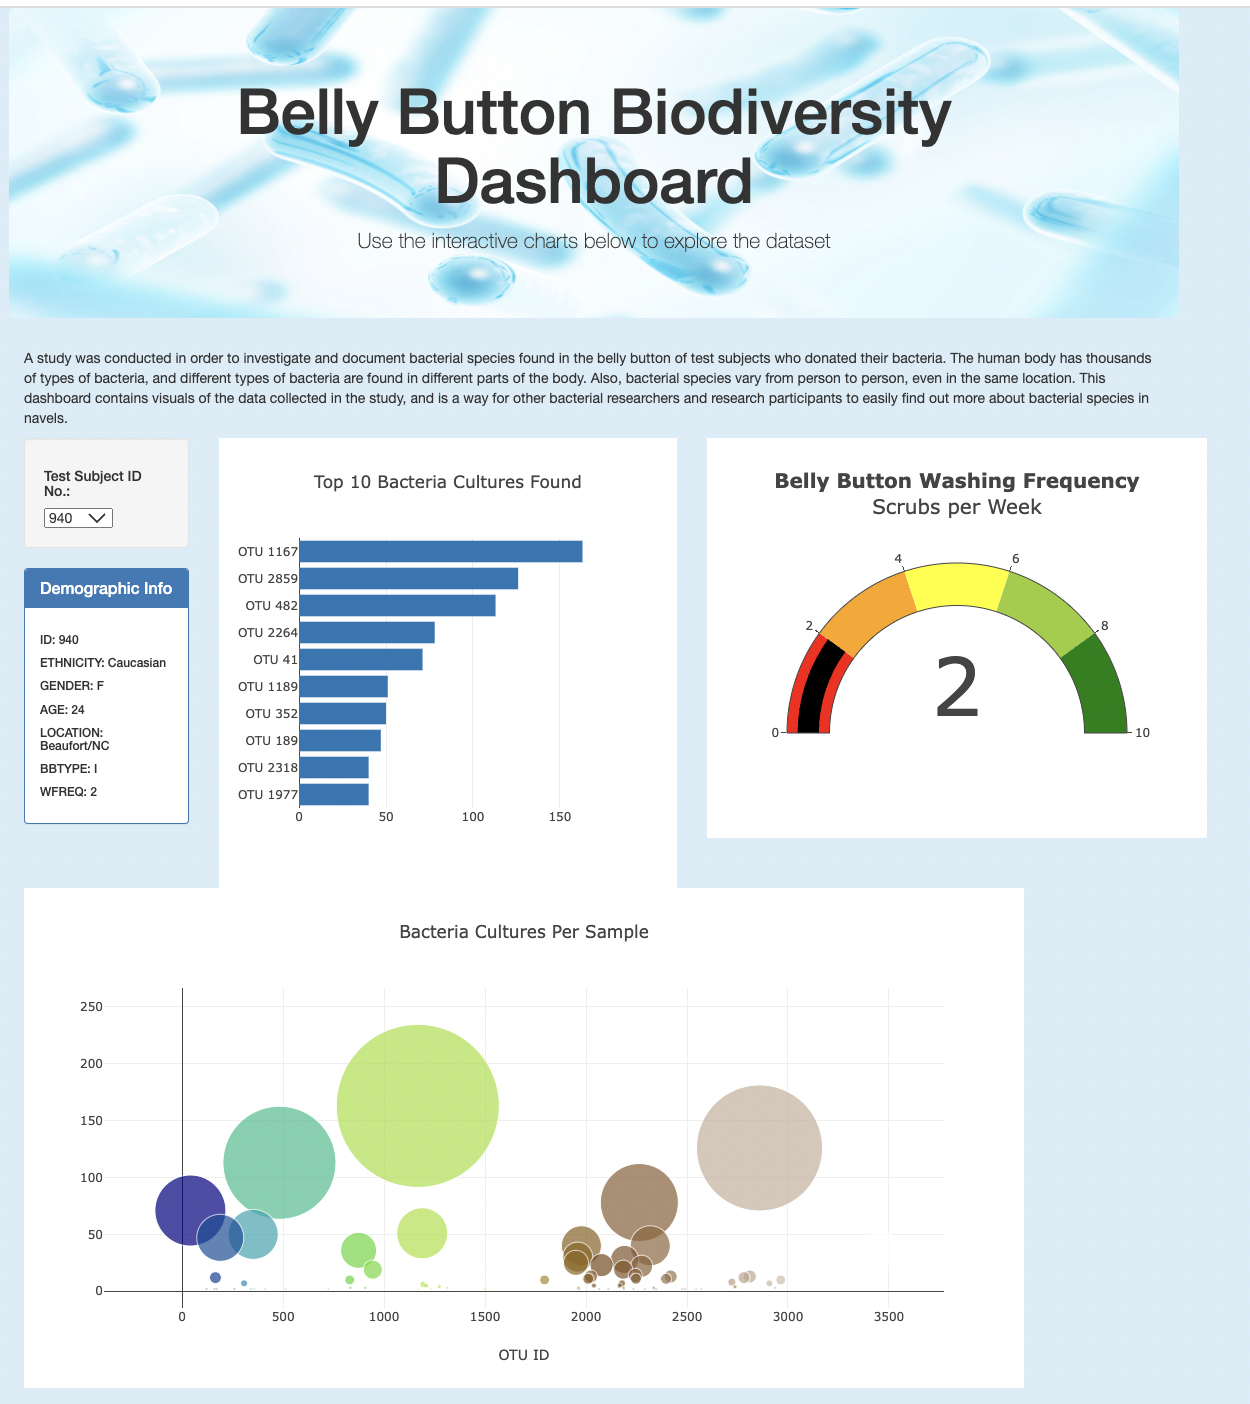 Belly Button Biodiversity
Dashboard
Use the interactive charts below to explore the dataset
A study was conducted in order to investigate and document bacterial species found in the belly button of test subjects who donated their bacteria. The human body has thousands
of types of bacteria, and different types of bacteria are found in different parts of the body. Also, bacterial species vary from person to person, even in the same location. This
dashboard contains visuals of the data collected in the study, and is a way for other bacterial researchers and research participants to easily find out more about bacterial species in
navels.
Test Subject ID
No.:
940
Demographic Info
ID: 940
ETHNICITY: Caucasian
GENDER: F
AGE: 24
LOCATION:
Beaufort/NC
BBTYPE: I
WFREQ: 2
Top 10 Bacteria Cultures Found
OTU 1167
OTU 2859
OTU 482
OTU 2264
OTU 41
OTU 1189
OTU 352
OTU 189
OTU 2318
OTU 1977
0 50 100 150
Belly Button Washing Frequency
Scrubs per Week
4 6
2 8
2
0 10
Bacteria Cultures Per Sample
250
200
150
100
50
0
0 500 1000 1500 2000 2500 3000 3500
OTU ID